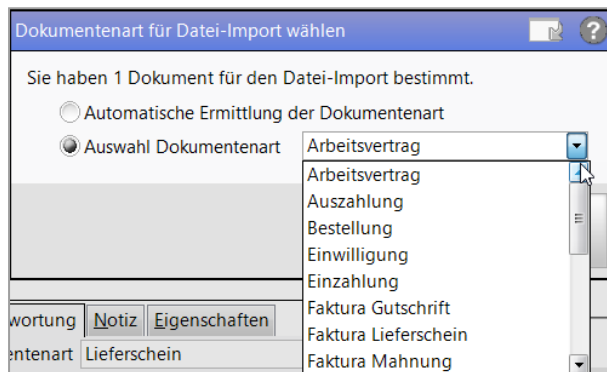 Dokumentenart für Datei-Import wählen
Sie haben 1 Dokument für den Datei-Import bestimmt.
Automatische Ermittlung der Dokumentenart
Auswahl Dokumentenart Arbeitsvertrag
Arbeitsvertrag
Auszahlung
Bestellung
Einwilligung
Einzahlung
Faktura Gutschrift
Faktura Lieferschein
Faktura Mahnung
wortung Notiz Eigenschaften
entenart Lieferschein